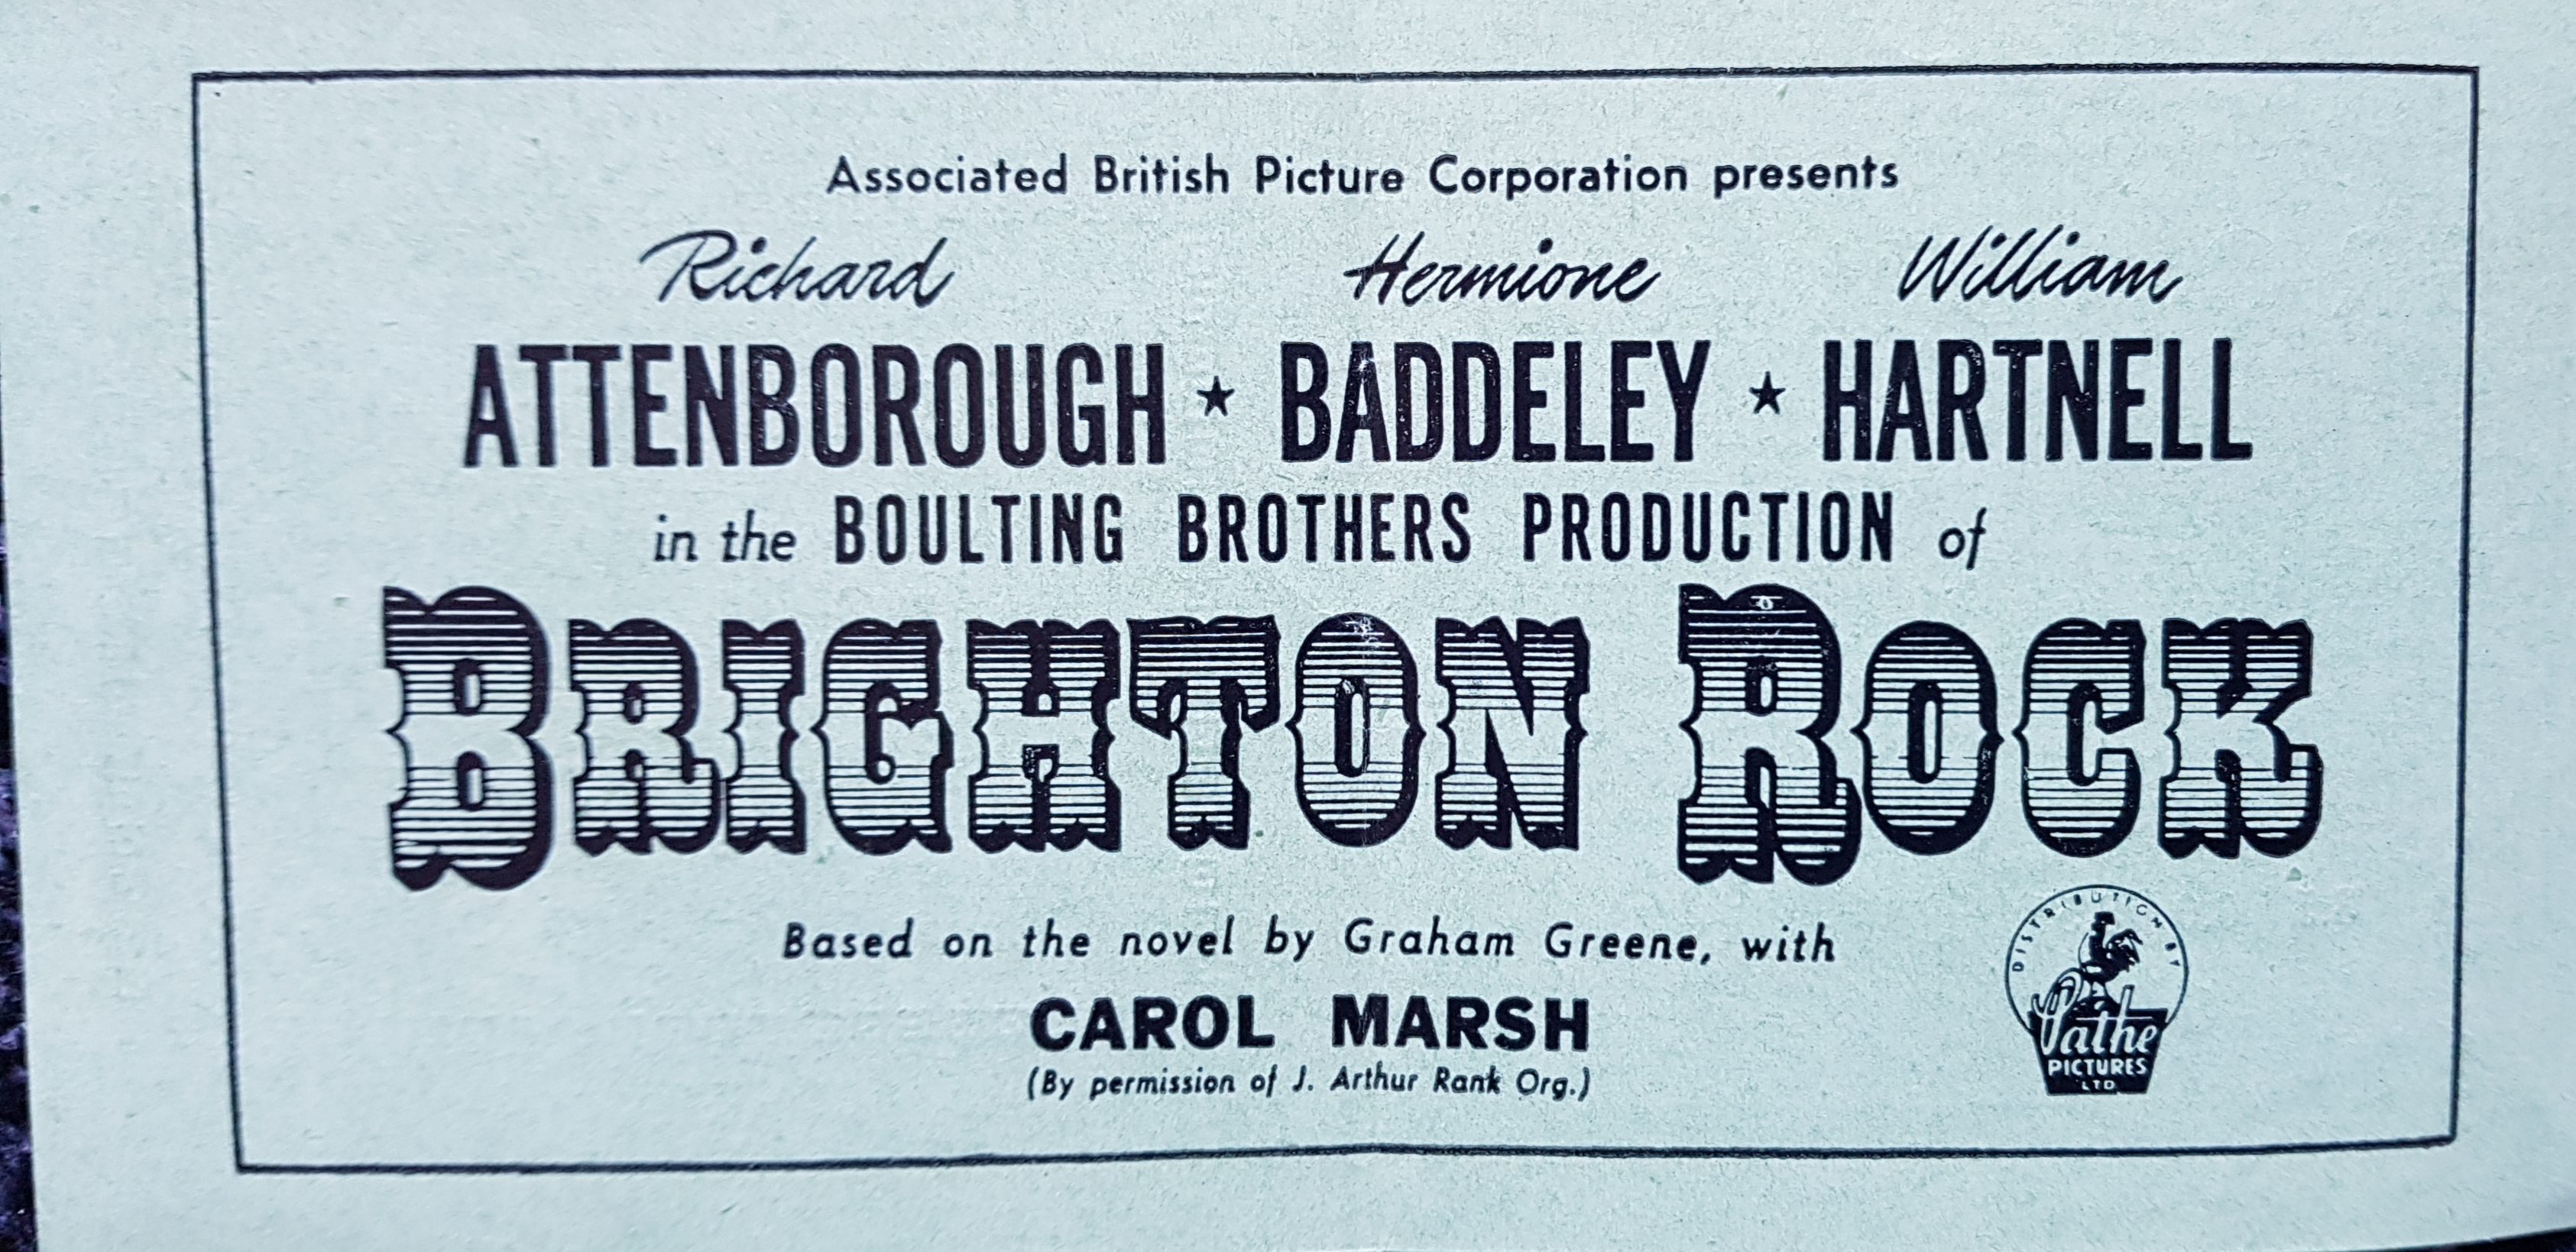 Associated British Picture Corporation presents
Richard Hermione William
ATTENBOROUGH ★ BADDELEY ★ HARTNELL
in the BOULTING BROTHERS PRODUCTION of
BRIGHTON ROCK
Based on the novel by Graham Greene, with
CAROL MARSH
(By permission of J. Arthur Rank Org.)
DISTRIBUTION BY
Pathe
PICTURES
LTD